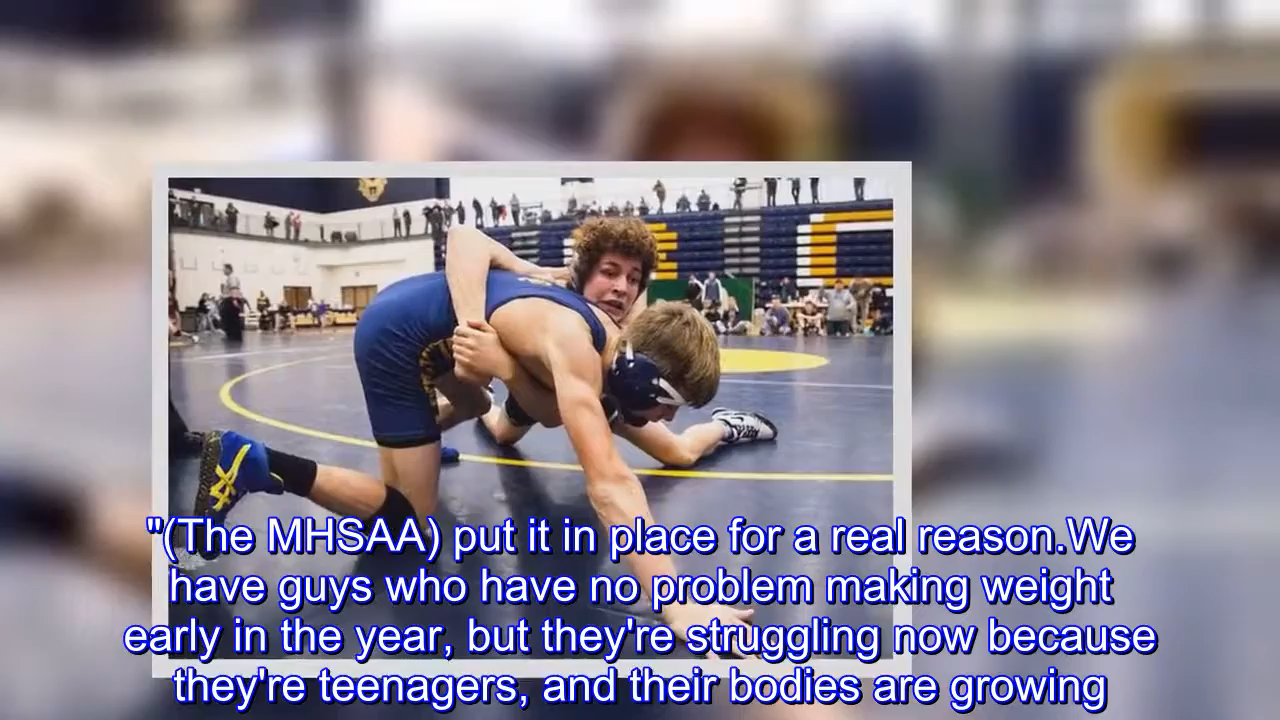 "(The MHSAA) put it in place for a real reason.We
have guys who have no problem making weight
early in the year, but they're struggling now because
they're teenagers, and their bodies are growing